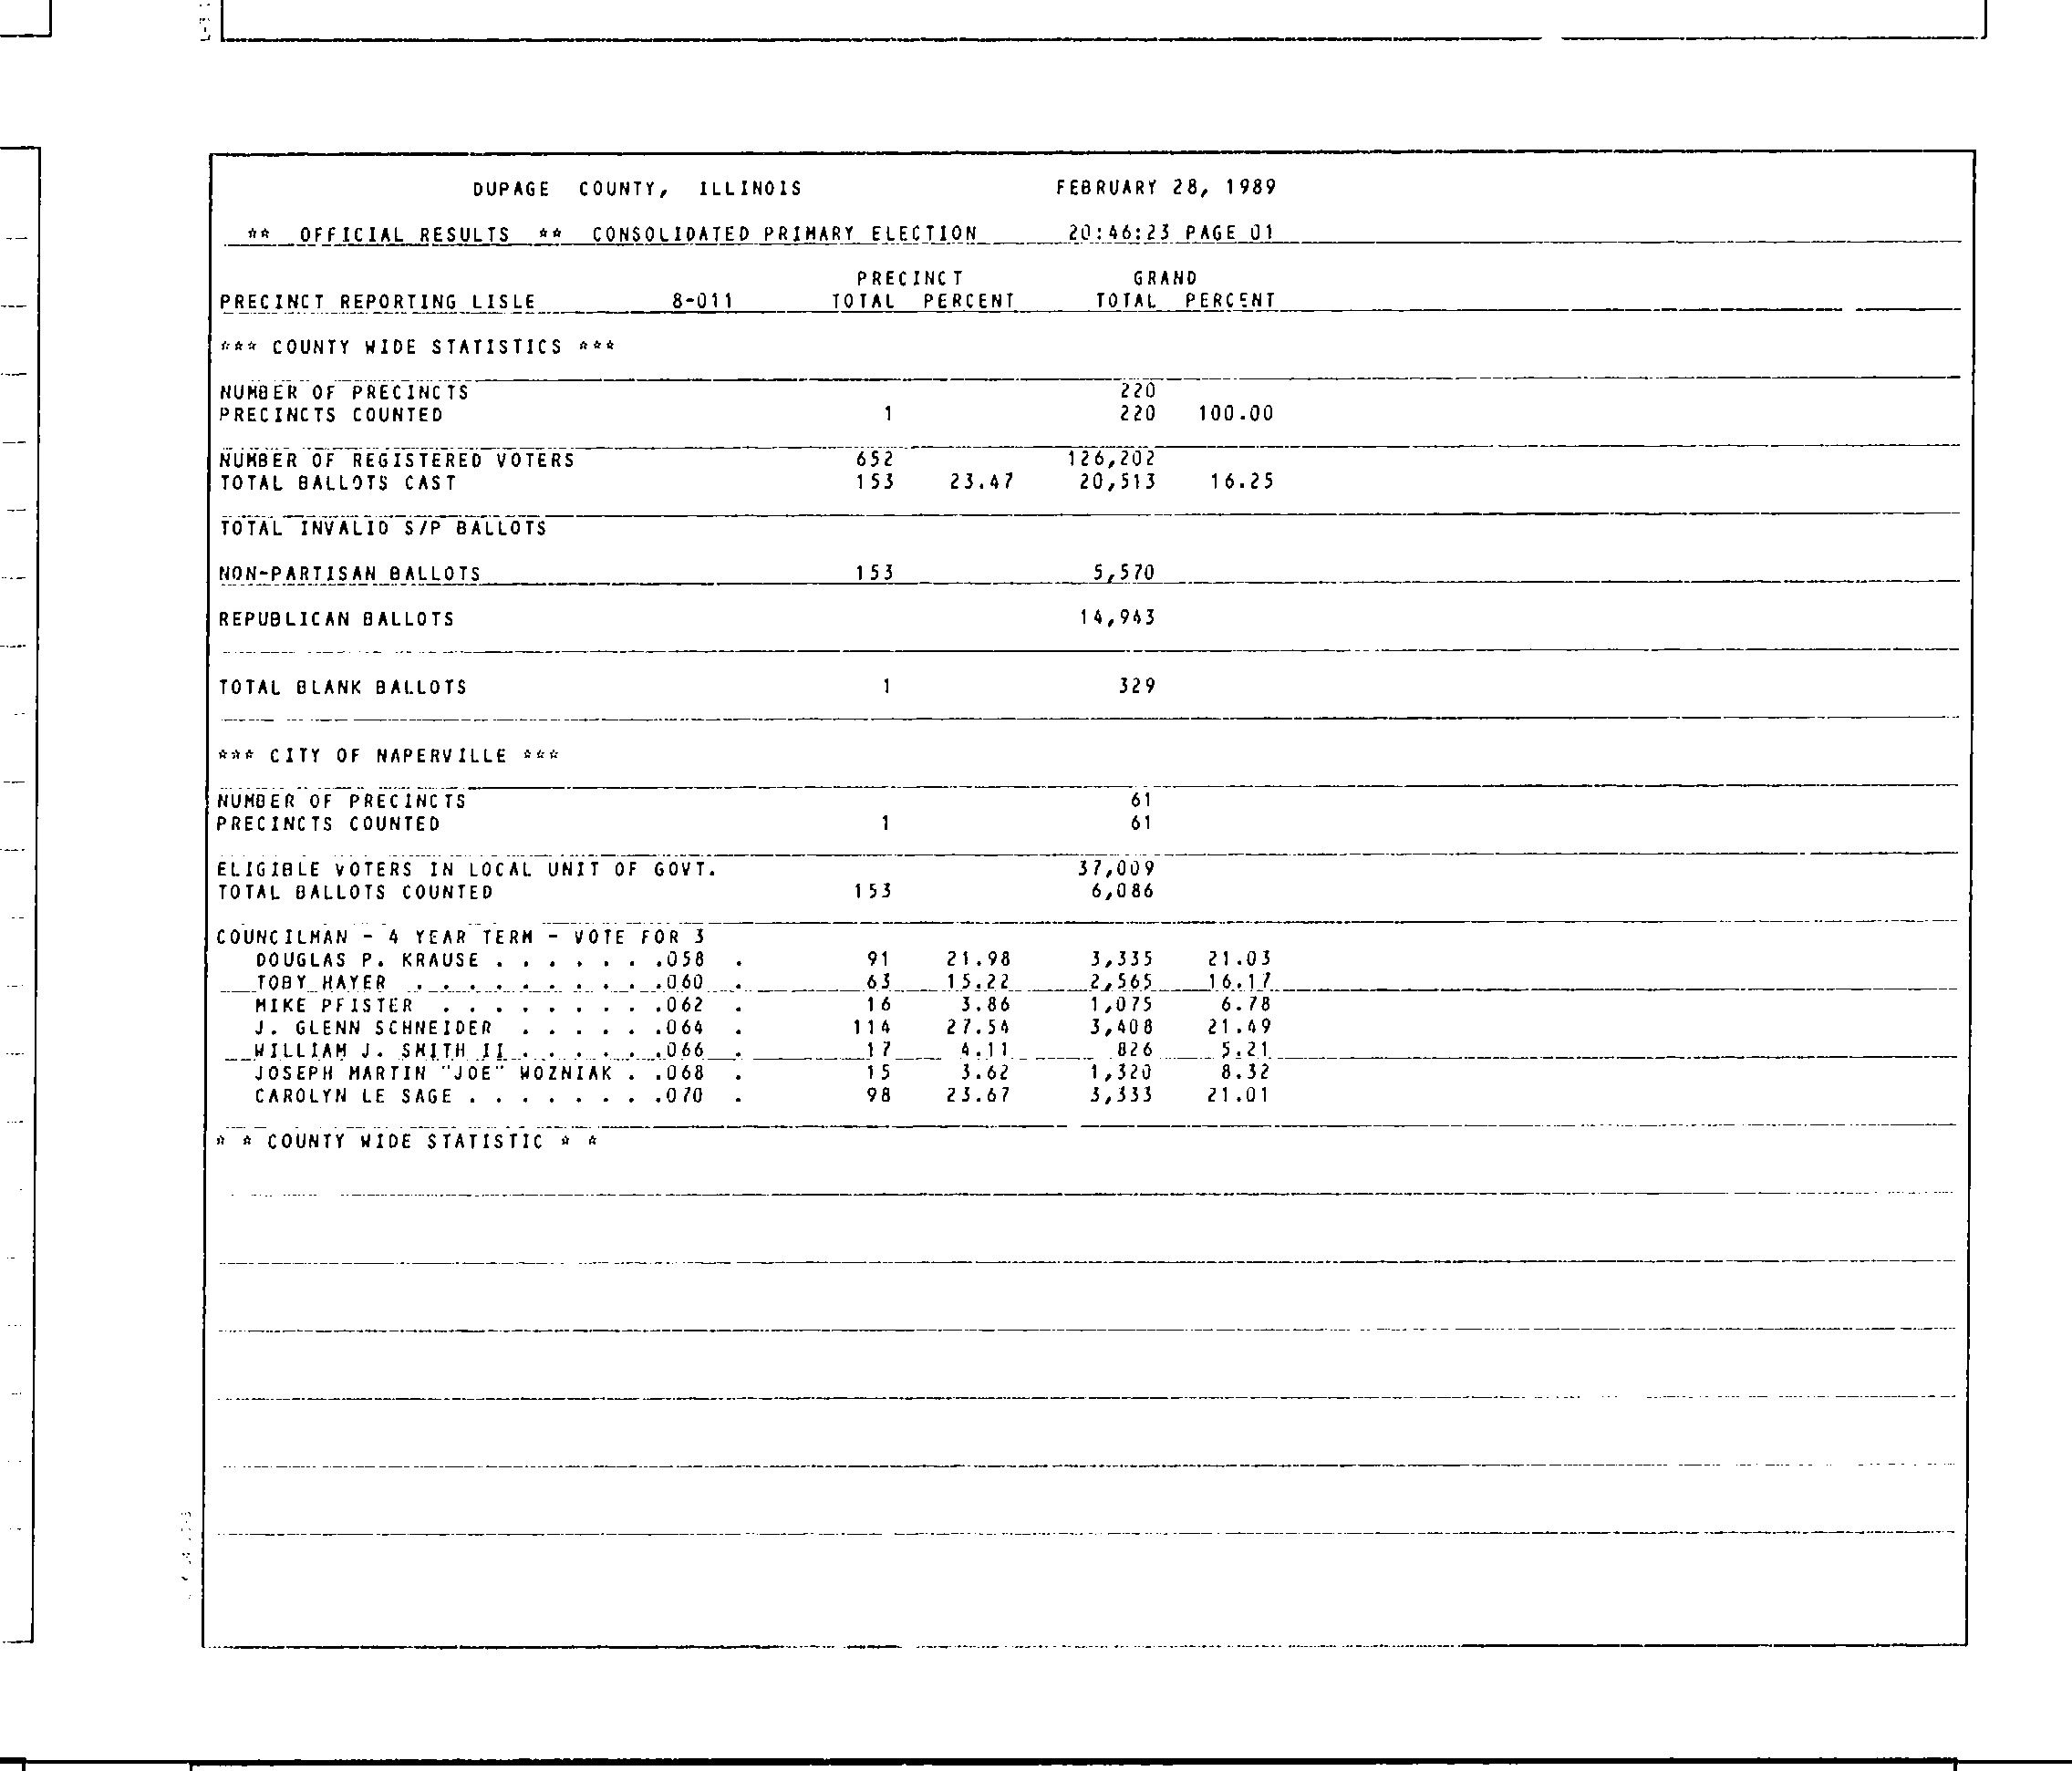 DUPAGE COUNTY, ILLINOIS FEBRUARY 28, 1989
** OFFICIAL RESULTS ** CONSOLIDATED PRIMARY ELECTION 20:46:23 PAGE 01
PRECINCT GRAND
PRECINCT REPORTING LISLE 8-011 TOTAL PERCENT TOTAL PERCENT
*** COUNTY WIDE STATISTICS ***
NUMBER OF PRECINCTS 220
PRECINCTS COUNTED 1 220 100.00
NUMBER OF REGISTERED VOTERS 652 126,202
TOTAL BALLOTS CAST 153 23.47 20,513 16.25
TOTAL INVALID S/P BALLOTS
NON-PARTISAN BALLOTS 153 5,570
REPUBLICAN BALLOTS 14,943
TOTAL BLANK BALLOTS 1 329
*** CITY OF NAPERVILLE ***
NUMBER OF PRECINCTS 61
PRECINCTS COUNTED 1 61
ELIGIBLE VOTERS IN LOCAL UNIT OF GOVT. 37,009
TOTAL BALLOTS COUNTED 153 6,086
COUNCILMAN - 4 YEAR TERM - VOTE FOR 3
DOUGLAS P. KRAUSE . . . . . . .058 . 91 21.98 3,335 21.03
TOBY HAYER . . . . . . . . . .060 . 63 15.22 2,565 16.17
MIKE PFISTER . . . . . . . . .062 . 16 3.86 1,075 6.78
J. GLENN SCHNEIDER . . . . . .064 . 114 27.54 3,408 21.49
WILLIAM J. SMITH II . . . . . .066 . 17 4.11 826 5.21
JOSEPH MARTIN "JOE" WOZNIAK . .068 . 15 3.62 1,320 8.32
CAROLYN LE SAGE . . . . . . . .070 . 98 23.67 3,333 21.01
* * COUNTY WIDE STATISTIC * *